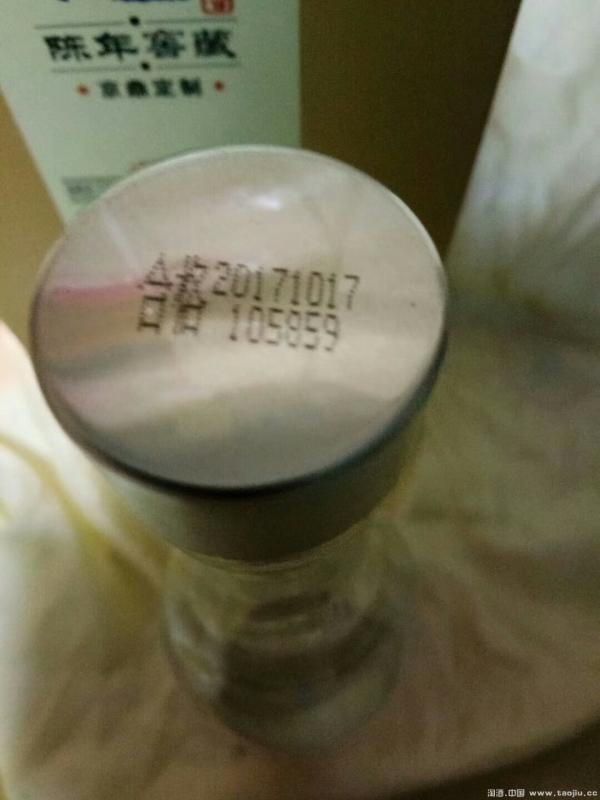 陈年窖藏
京鼎定制
合格 20171017
105859
淘酒.中国 www.taojiu.cc